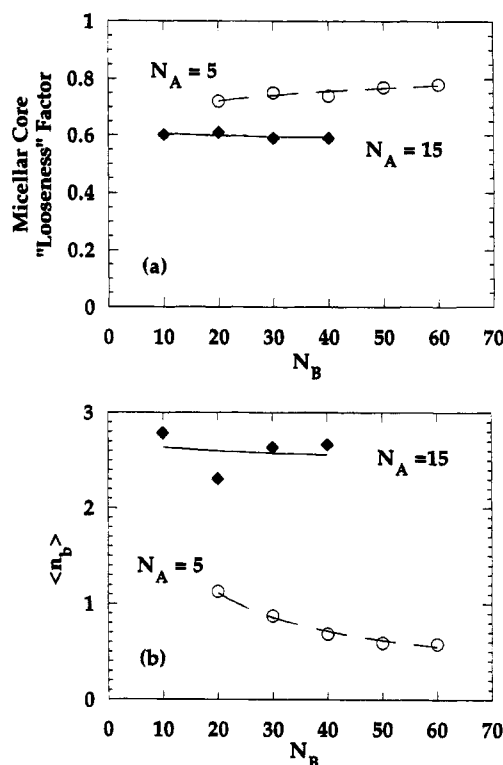 Micellar Core
"Looseness" Factor
1
0.8
0.6
0.4
0.2
0
N_A = 5
N_A = 15
(a)
0 10 20 30 40 50 60 70
N_B
<n_b>
3
2
1
0
N_A = 15
N_A = 5
(b)
0 10 20 30 40 50 60 70
N_B